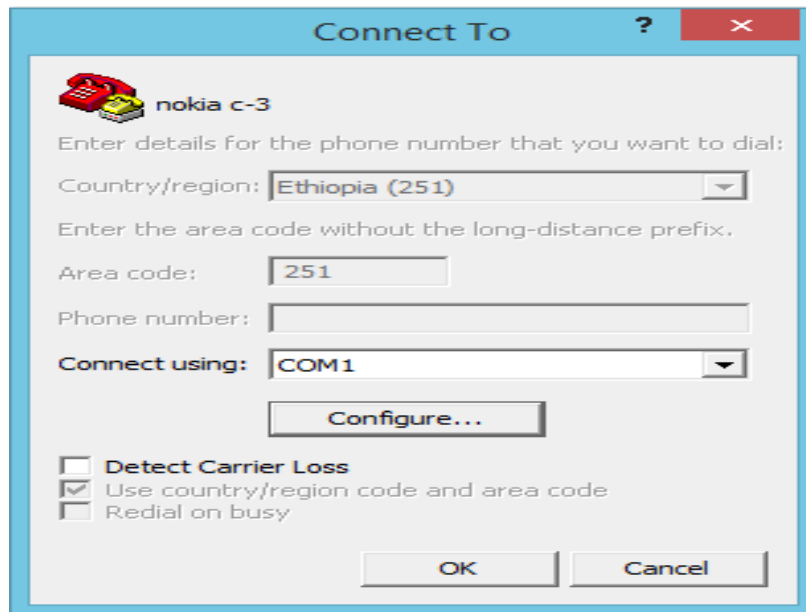 Connect To ?
nokia c-3
Enter details for the phone number that you want to dial:
Country/region: Ethiopia (251)
Enter the area code without the long-distance prefix.
Area code: 251
Phone number:
Connect using: COM1
Configure...
Detect Carrier Loss
Use country/region code and area code
Redial on busy
OK Cancel